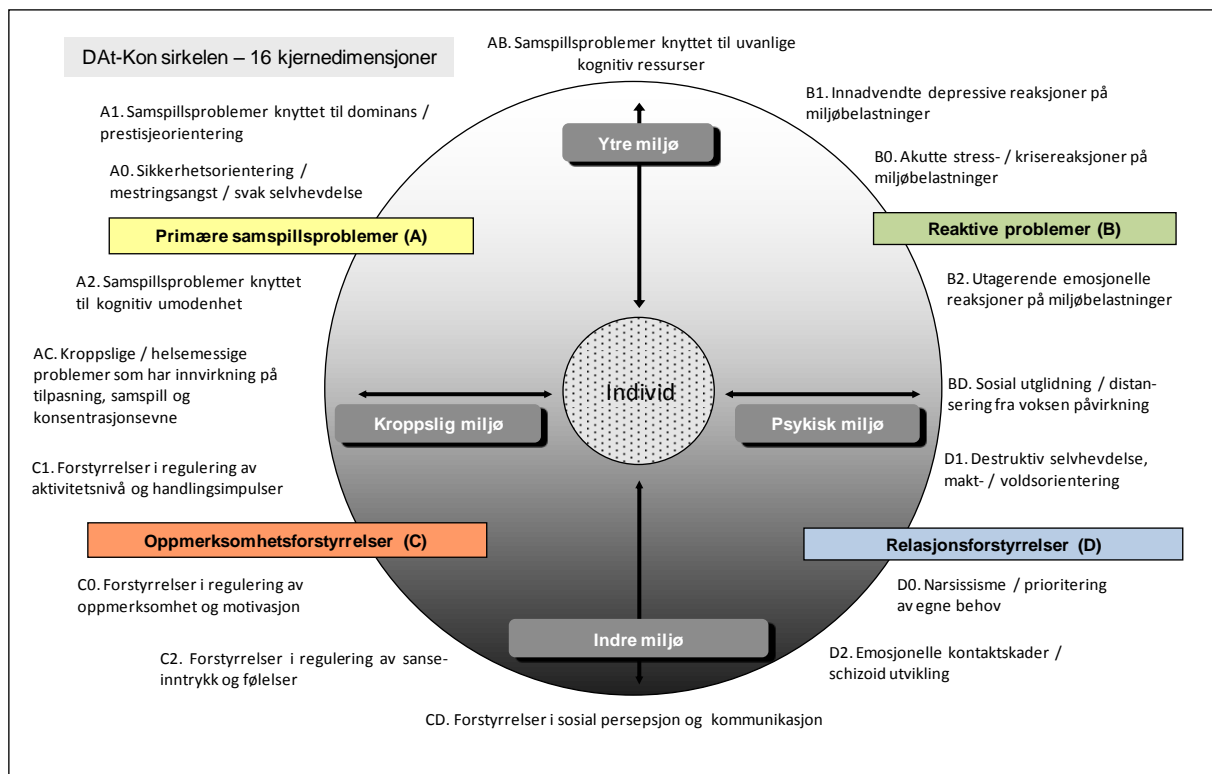 DAt-Kon sirkelen – 16 kjernedimensjoner
AB. Samspillsproblemer knyttet til uvanlige
kognitiv ressurser
A1. Samspillsproblemer knyttet til dominans /
prestisjeorientering
A0. Sikkerhetsorientering /
mestringsangst / svak selvhevdelse
Primære samspillsproblemer (A)
A2. Samspillsproblemer knyttet
til kognitiv umodenhet
AC. Kroppslige / helsemessige
problemer som har innvirkning på
tilpasning, samspill og
konsentrasjonsevne
C1. Forstyrrelser i regulering av
aktivitetsnivå og handlingsimpulser
Oppmerksomhetsforstyrrelser (C)
C0. Forstyrrelser i regulering av
oppmerksomhet og motivasjon
C2. Forstyrrelser i regulering av sanse-
inntrykk og følelser
Ytre miljø
Individ
Kroppslig miljø
Psykisk miljø
Indre miljø
B1. Innadvendte depressive reaksjoner på
miljøbelastninger
B0. Akutte stress- / krisereaksjoner på
miljøbelastninger
Reaktive problemer (B)
B2. Utagerende emosjonelle
reaksjoner på miljøbelastninger
BD. Sosial utglidning / distan-
sering fra voksen påvirkning
D1. Destruktiv selvhevdelse,
makt- / voldsorientering
Relasjonsforstyrrelser (D)
D0. Narsissisme / prioritering
av egne behov
D2. Emosjonelle kontaktskader /
schizoid utvikling
CD. Forstyrrelser i sosial persepsjon og kommunikasjon